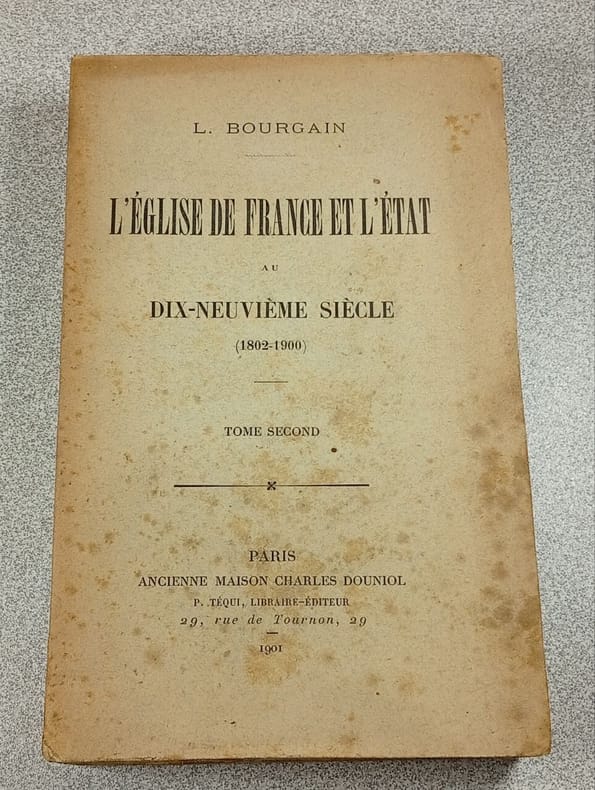 L. BOURGAIN
L'ÉGLISE DE FRANCE ET L'ÉTAT
AU
DIX-NEUVIÈME SIÈCLE
(1802-1900)
TOME SECOND
PARIS
ANCIENNE MAISON CHARLES DOUNIOL
P. TÉQUI, LIBRAIRE-ÉDITEUR
29, rue de Tournon, 29
1901